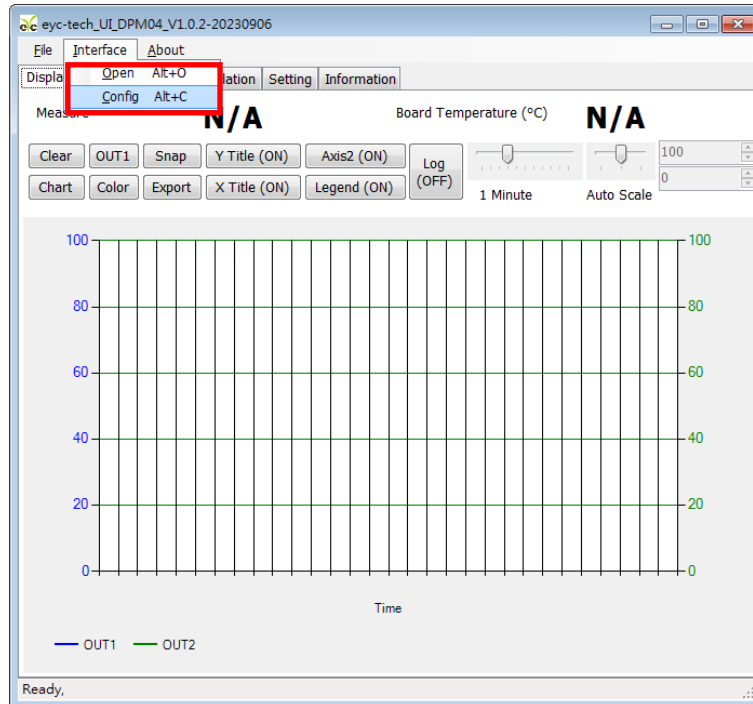 eyc-tech_UI_DPM04_V1.0.2-20230906
File Interface About
Open Alt+O
Config Alt+C
Setting Information
Measure N/A Board Temperature (°C) N/A
Clear OUT1 Snap Y Title (ON) Axis2 (ON) Log (OFF) 100
Chart Color Export X Title (ON) Legend (ON) 1 Minute Auto Scale 0
100 100
80 80
60 60
40 40
20 20
0 0
Time
OUT1 OUT2
Ready,